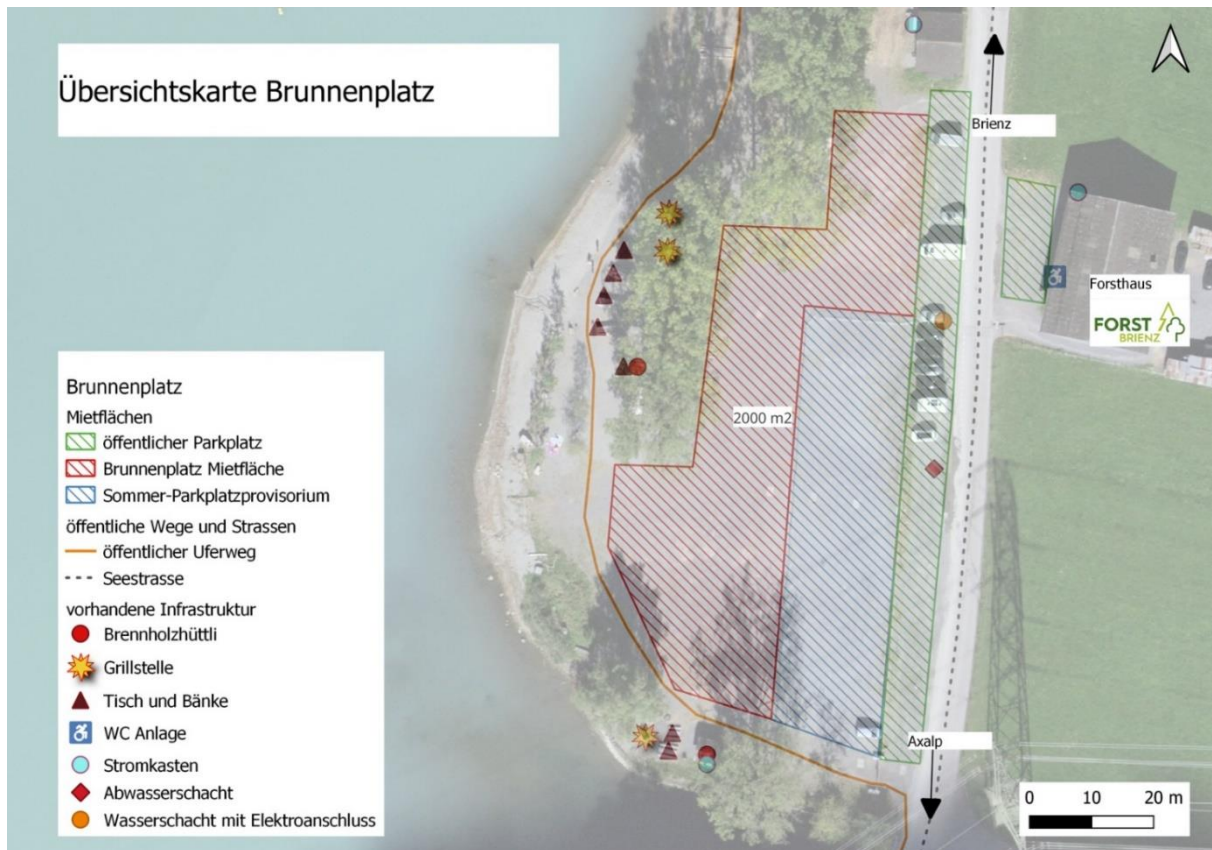 Übersichtskarte Brunnenplatz
Brienz
Forsthaus
FORST
BRIENZ
2000 m2
Brunnenplatz
Mietflächen
öffentlicher Parkplatz
Brunnenplatz Mietfläche
Sommer-Parkplatzprovisorium
öffentliche Wege und Strassen
öffentlicher Uferweg
Seestrasse
vorhandene Infrastruktur
Brennholzhüttli
Grillstelle
Tisch und Bänke
WC Anlage
Stromkasten
Abwasserschacht
Wasserschacht mit Elektroanschluss
Axalp
0 10 20 m